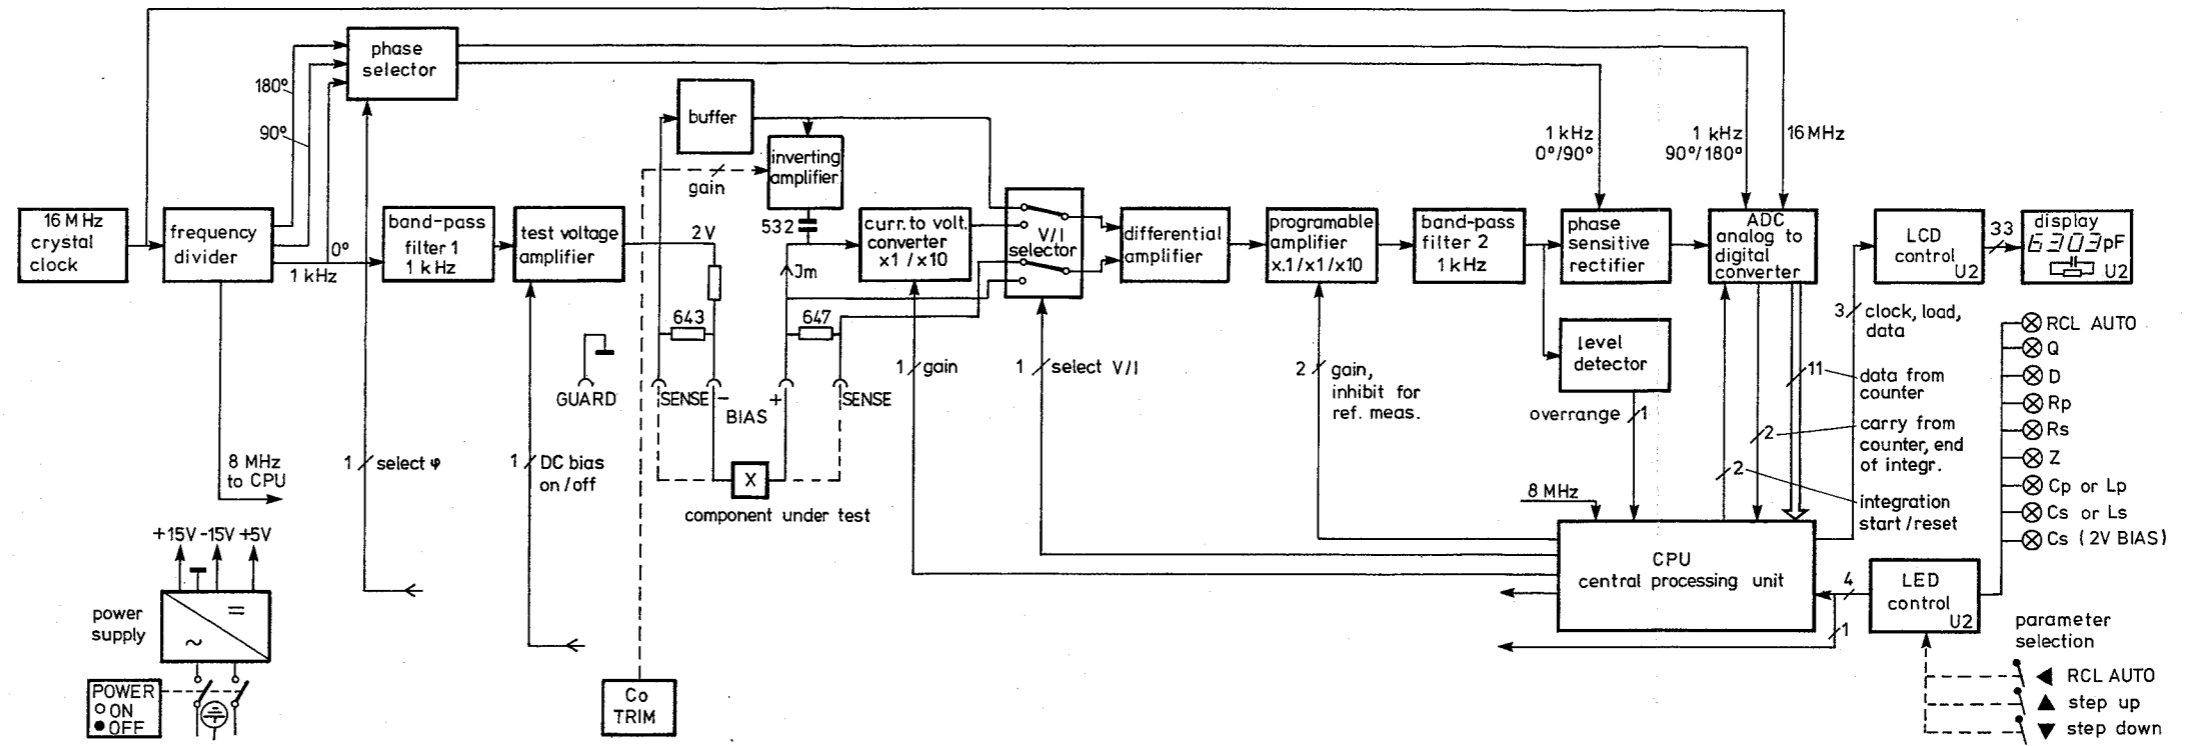 phase
selector
180°
90°
buffer
1 kHz
0°/90°
1 kHz
90°/180°
16 MHz
inverting
amplifier
gain
532
16 MHz
crystal
clock
frequency
divider
0°
1 kHz
band-pass
filter 1
1 kHz
test voltage
amplifier
2V
Jm
curr. to volt.
converter
x1 / x10
V/I
selector
differential
amplifier
programable
amplifier
x.1/x1/x10
band-pass
filter 2
1 kHz
phase
sensitive
rectifier
ADC
analog to
digital
converter
LCD
control
U2
33
display
6303pF
U2
643
647
GUARD
SENSE
-
BIAS
+
SENSE
1 gain
1 select V/I
2 gain,
inhibit for
ref. meas.
level
detector
overrange 1
3 clock, load,
data
11 data from
counter
2 carry from
counter, end
of integr.
2 integration
start/reset
RCL AUTO
Q
D
Rp
Rs
Z
Cp or Lp
Cs or Ls
Cs (2V BIAS)
8 MHz
to CPU
1 select φ
1 DC bias
on/off
X
component under test
8 MHz
CPU
central processing unit
4
1
LED
control
U2
+15V -15V +5V
power
supply
=
~
POWER
ON
OFF
Co
TRIM
parameter
selection
RCL AUTO
step up
step down